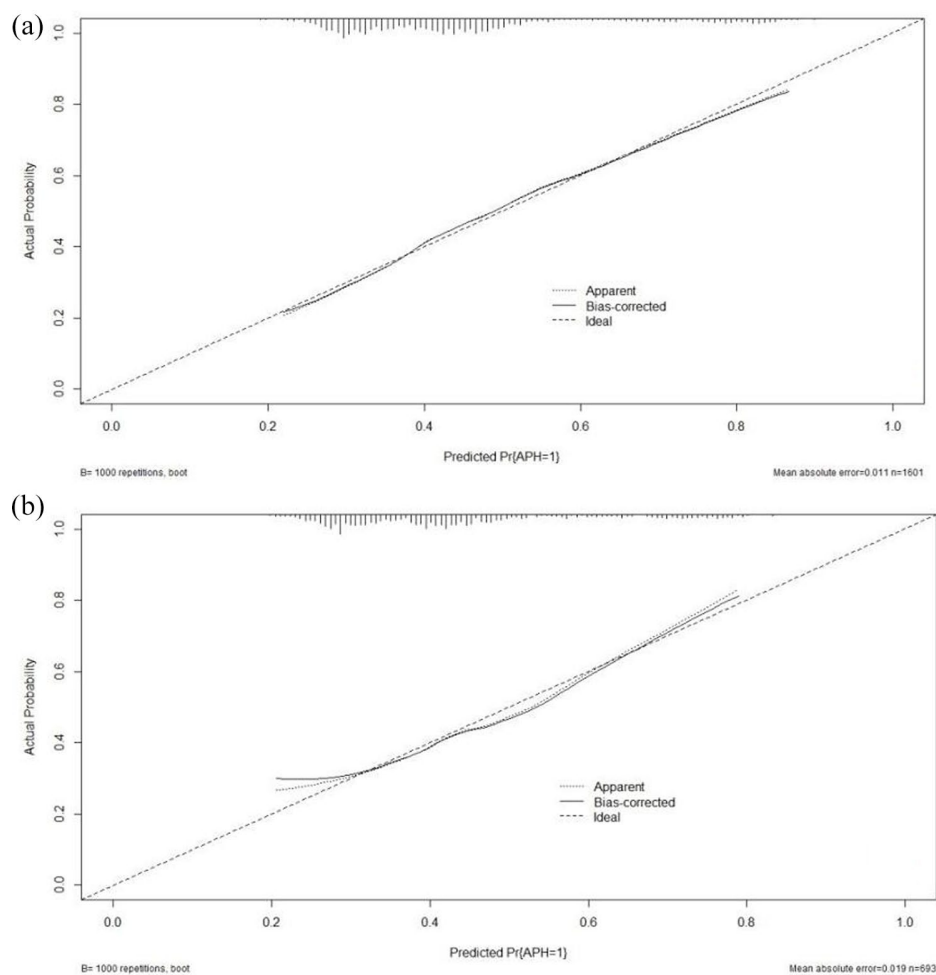 (a)
1.0
0.8
0.6
0.4
0.2
0.0
Actual Probability
Apparent
Bias-corrected
Ideal
0.0 0.2 0.4 0.6 0.8 1.0
Predicted Pr{APH=1}
B= 1000 repetitions, boot
Mean absolute error=0.011 n=1601
(b)
1.0
0.8
0.6
0.4
0.2
0.0
Actual Probability
Apparent
Bias-corrected
Ideal
0.0 0.2 0.4 0.6 0.8 1.0
Predicted Pr{APH=1}
B= 1000 repetitions, boot
Mean absolute error=0.019 n=693